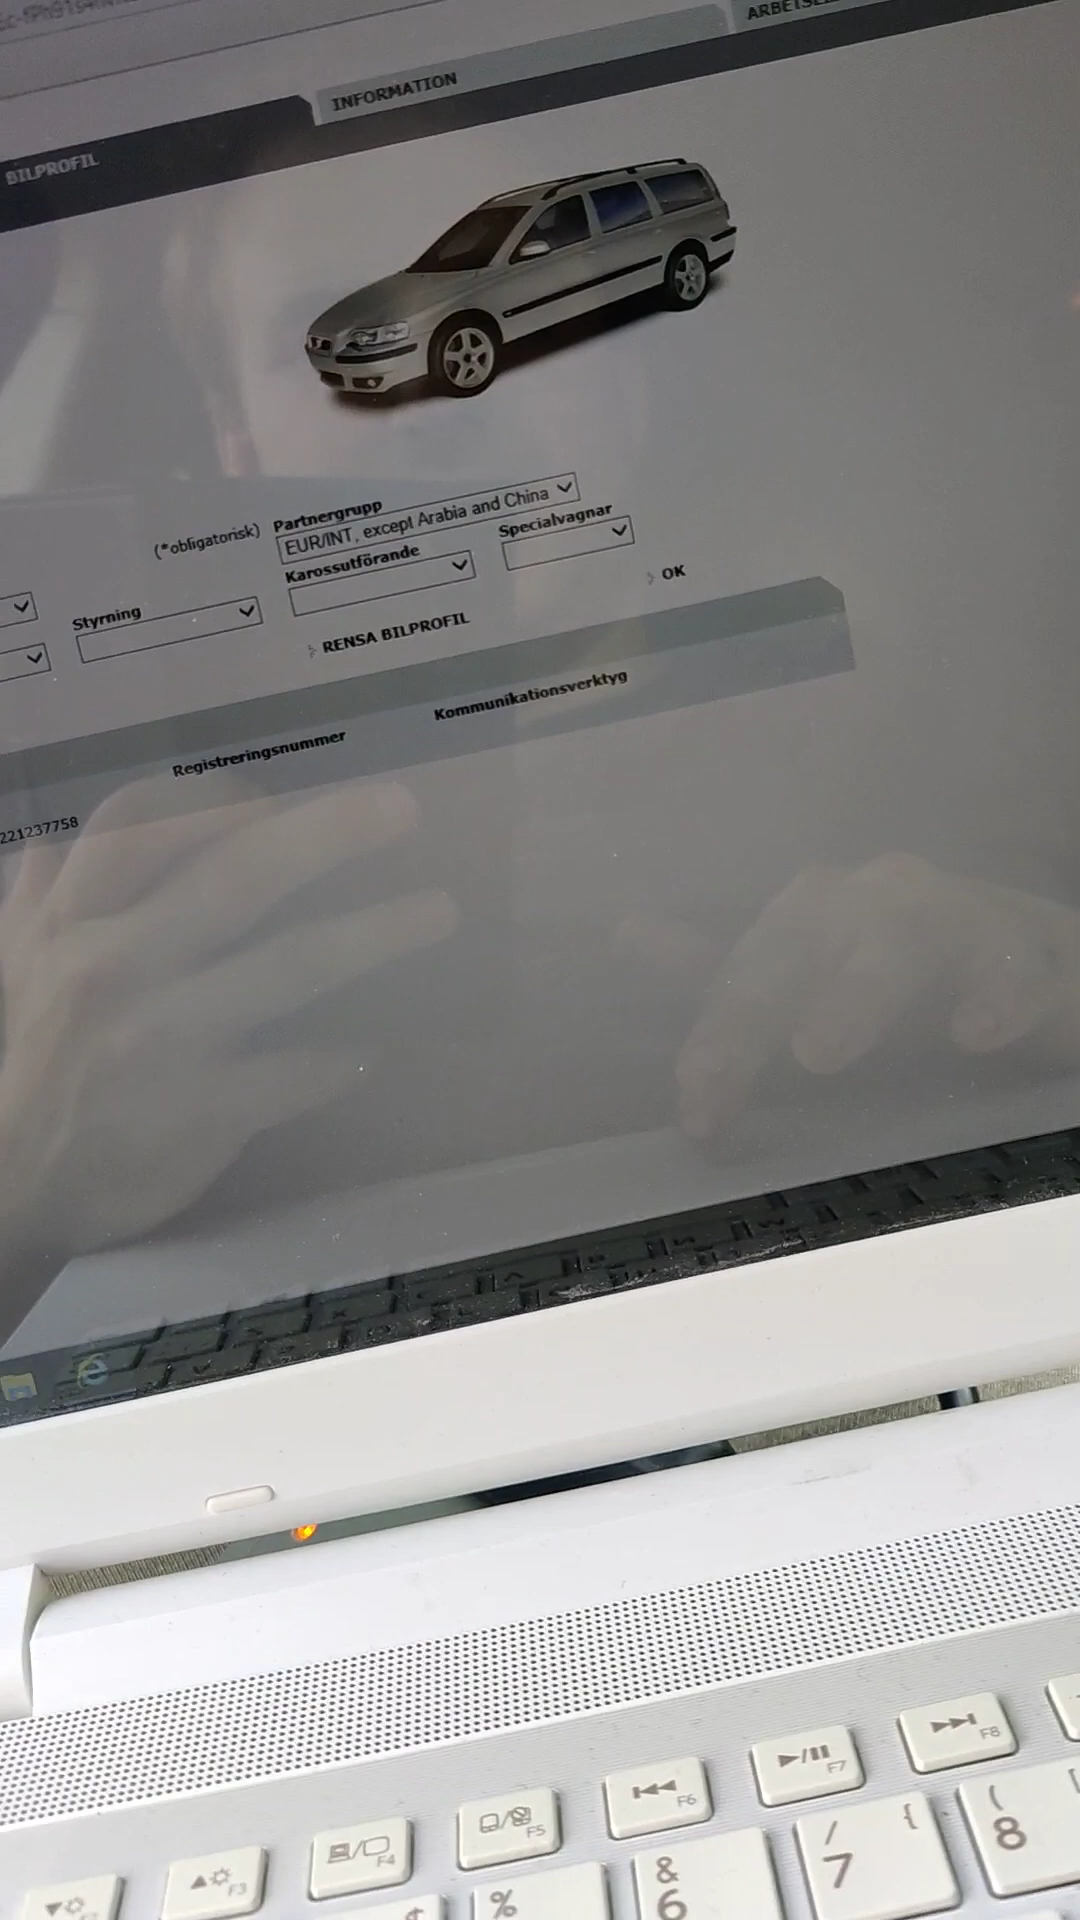 INFORMATION
BILPROFIL
(*obligatorisk)
Partnergrupp
EUR/INT, except Arabia and China
Karossutförande
Specialvagnar
Styrning
OK
RENSA BILPROFIL
Registreringsnummer
Kommunikationsverktyg
221237758
F3
F4
F5
F6
F7
F8
%
&
6
/
{
7
(
8